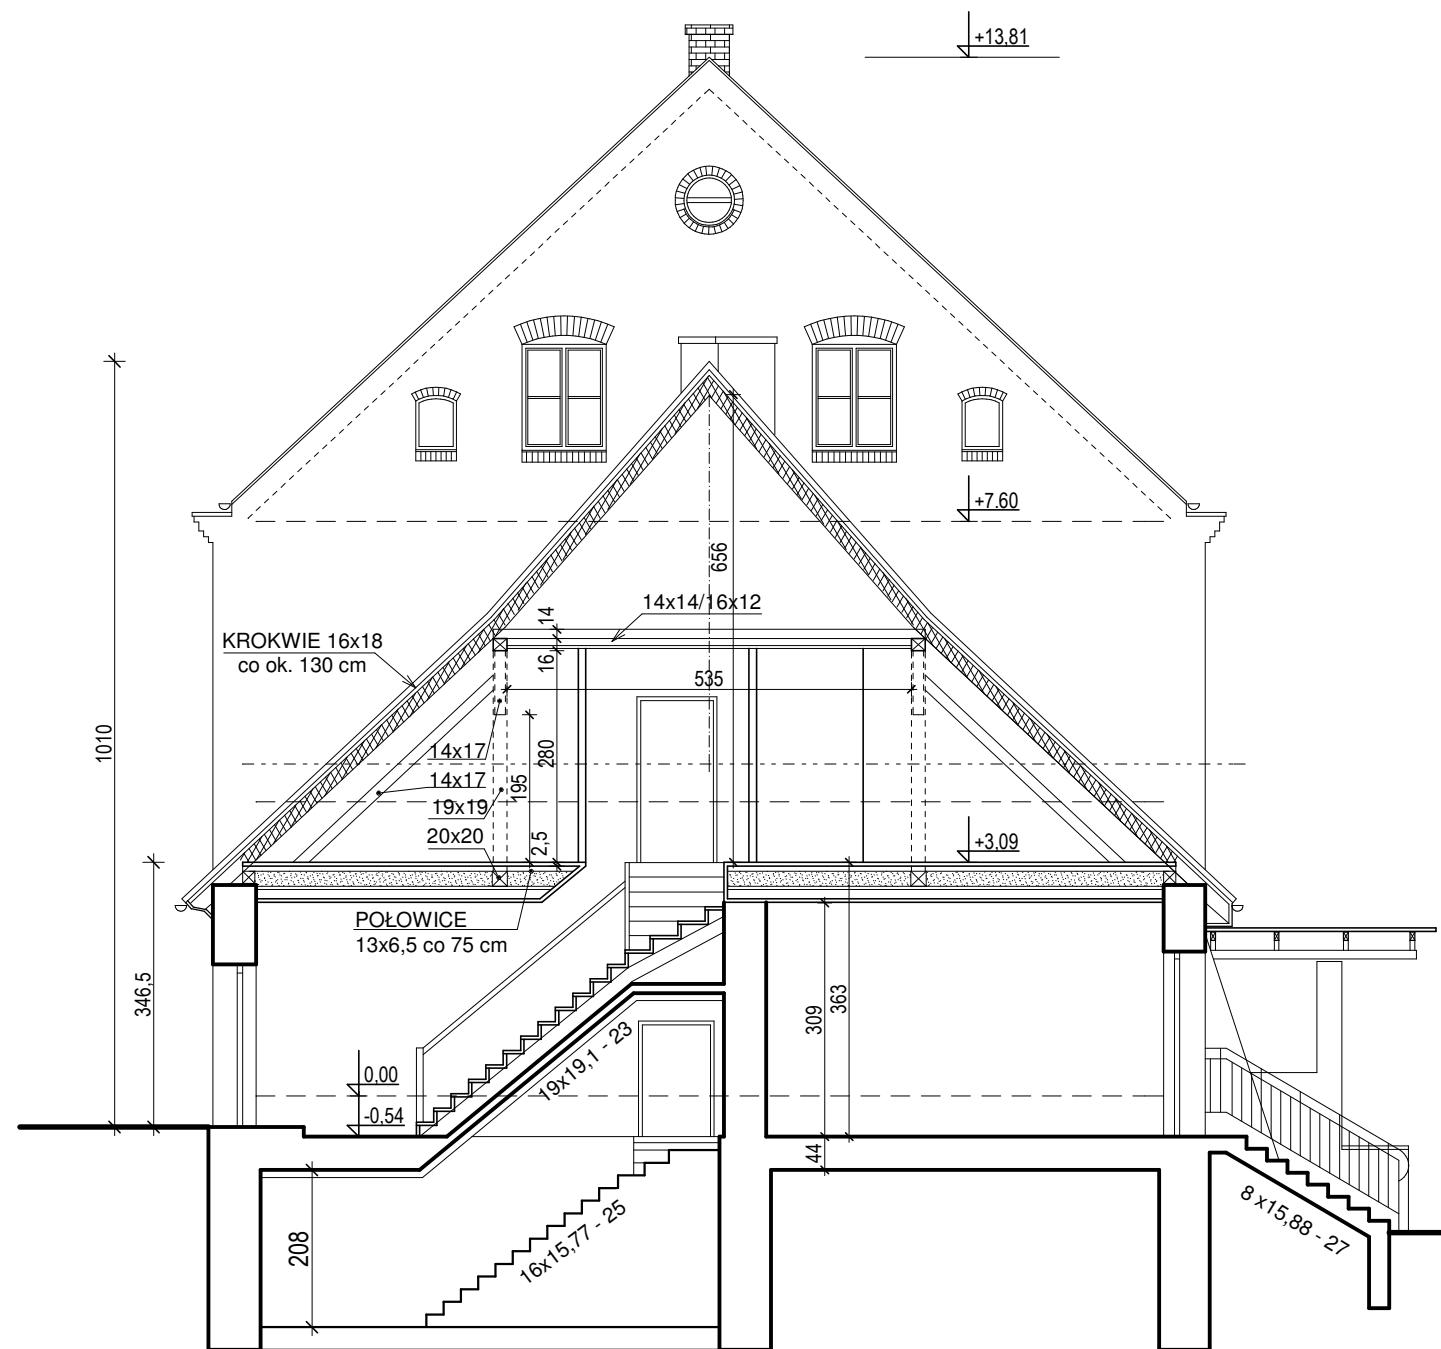 +13,81
+7.60
656
14x14/16x12
14
KROKWIE 16x18
co ok. 130 cm
16
535
1010
14x17
280
14x17
195
19x19
20x20
2,5
+3,09
POŁOWICE
13x6,5 co 75 cm
346,5
309
363
19x19,1 - 23
0,00
-0,54
44
208
16x15,77 - 25
8 x15,88 - 27